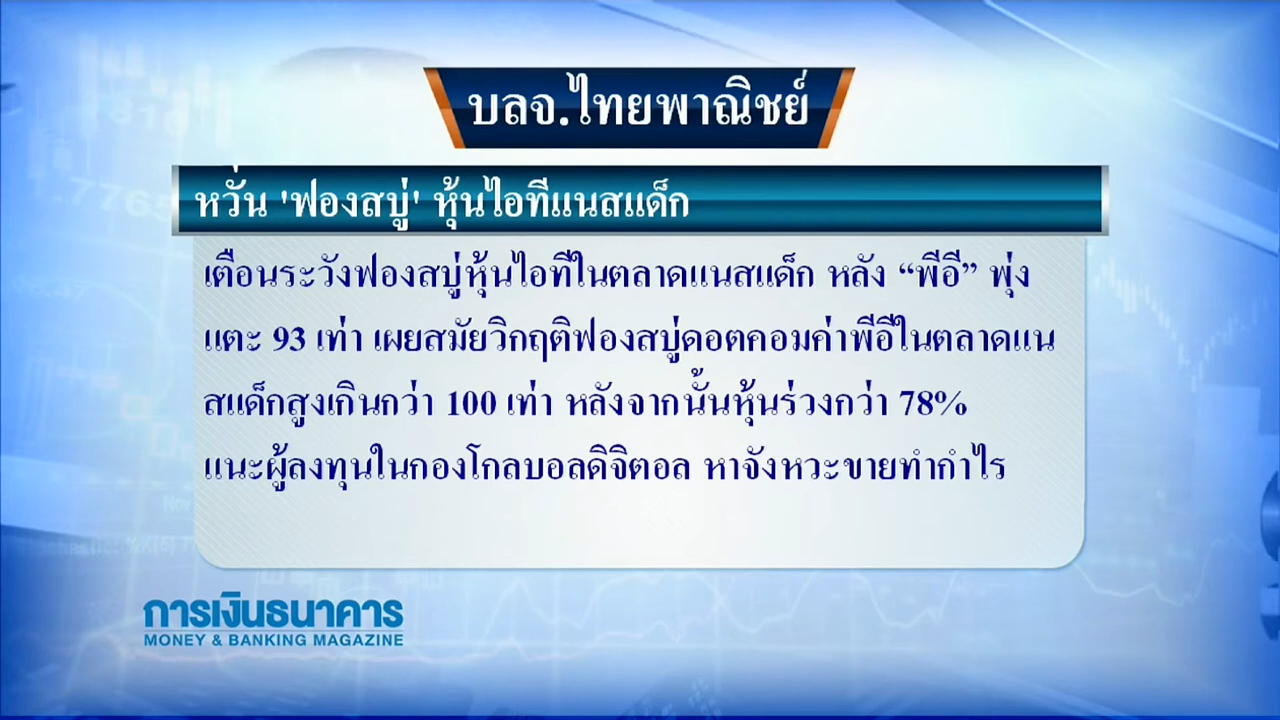 บลจ.ไทยพาณิชย์
หวั่น 'ฟองสบู่' หุ้นไอทีแนสแด็ก
เตือนระวังฟองสบู่หุ้นไอทีในตลาดแนสแด็ก หลัง “พีอี” พุ่ง
แตะ 93 เท่า เผยสมัยวิกฤติฟองสบู่ดอตคอมค่าพีอีในตลาดแน
สแด็กสูงเกินกว่า 100 เท่า หลังจากนั้นหุ้นร่วงกว่า 78%
แนะผู้ลงทุนในกองโกลบอลดิจิตอล หาจังหวะขายทำกำไร
การเงินธนาคาร
MONEY & BANKING MAGAZINE